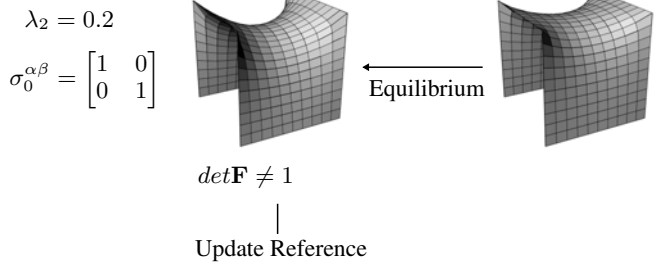 λ₂ = 0.2
σ₀^{αβ} = [1 0
0 1]
Equilibrium
detF ≠ 1
Update Reference